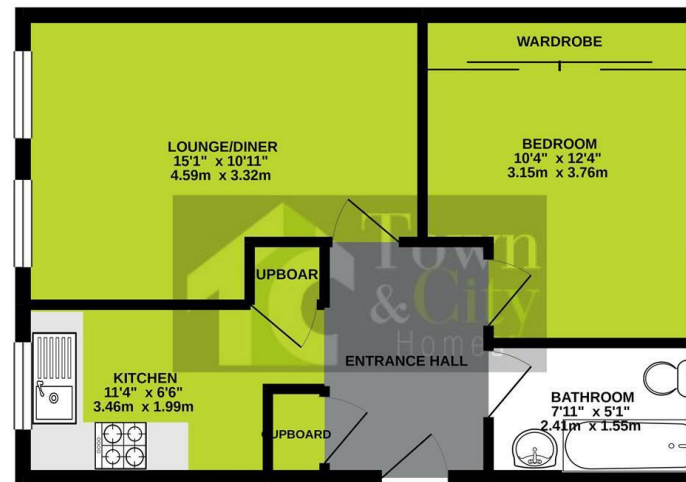 WARDROBE
LOUNGE/DINER
15'1" x 10'11"
4.59m x 3.32m
BEDROOM
10'4" x 12'4"
3.15m x 3.76m
Town
&City
Homes
UPBOAR
ENTRANCE HALL
KITCHEN
11'4" x 6'6"
3.46m x 1.99m
CUPBOARD
BATHROOM
7'11" x 5'1"
2.41m x 1.55m